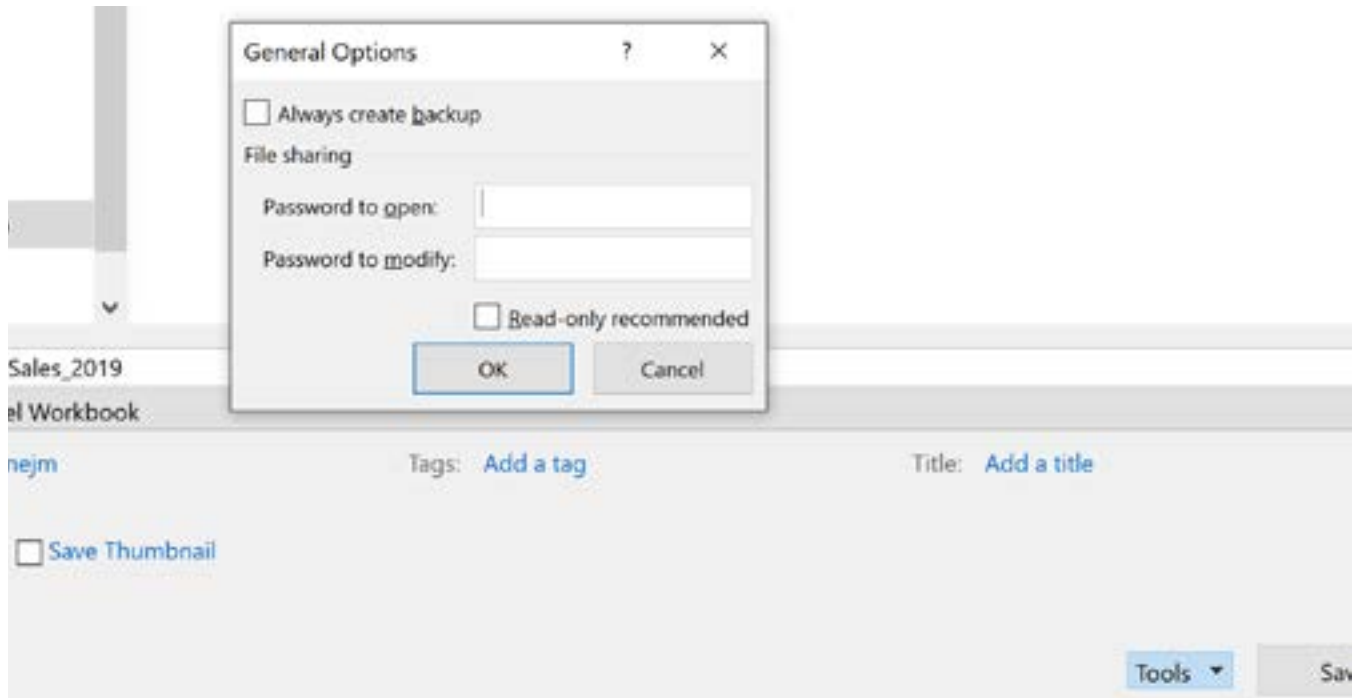 General Options ? ×
Always create backup
File sharing
Password to open:
Password to modify:
Read-only recommended
OK Cancel
Sales_2019
el Workbook
nejm Tags: Add a tag Title: Add a title
Save Thumbnail
Tools Sav